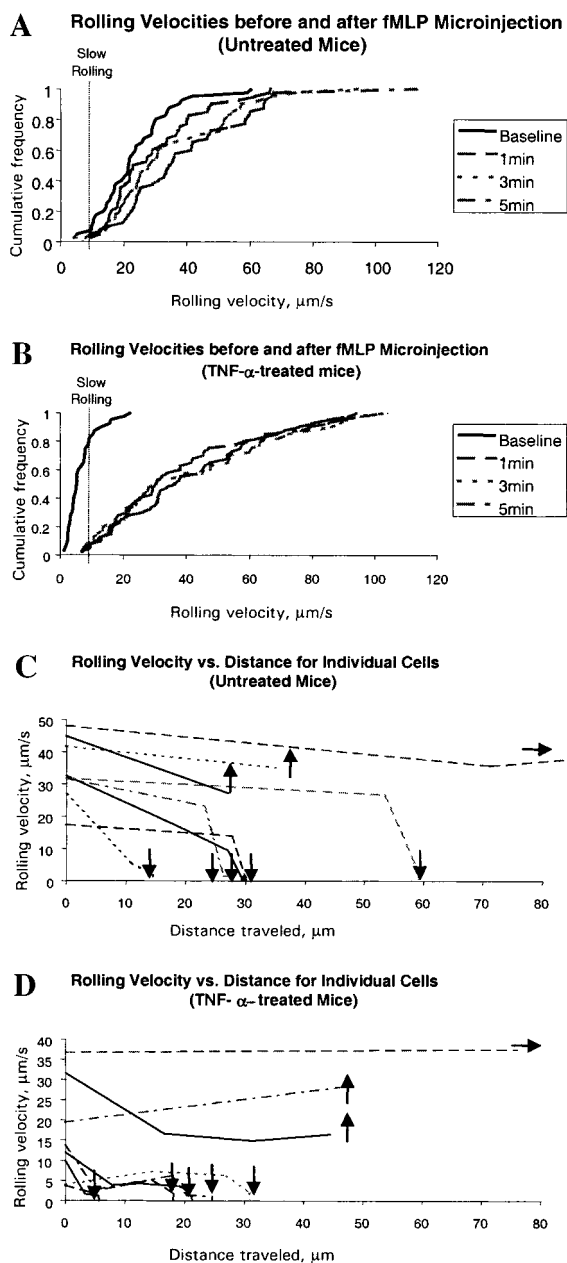 A
Rolling Velocities before and after fMLP Microinjection
(Untreated Mice)
Slow
Rolling
Cumulative frequency
1
0.8
0.6
0.4
0.2
0
0 20 40 60 80 100 120
Rolling velocity, μm/s
Baseline
1min
3min
5min
B
Rolling Velocities before and after fMLP Microinjection
(TNF-α-treated mice)
Slow
Rolling
Cumulative frequency
1
0.8
0.6
0.4
0.2
0
0 20 40 60 80 100 120
Rolling velocity, μm/s
Baseline
1min
3min
5min
C
Rolling Velocity vs. Distance for Individual Cells
(Untreated Mice)
Rolling velocity, μm/s
50
40
30
20
10
0
0 10 20 30 40 50 60 70 80
Distance traveled, μm
D
Rolling Velocity vs. Distance for Individual Cells
(TNF- α- treated Mice)
Rolling velocity, μm/s
40
35
30
25
20
15
10
5
0
0 10 20 30 40 50 60 70 80
Distance traveled, μm